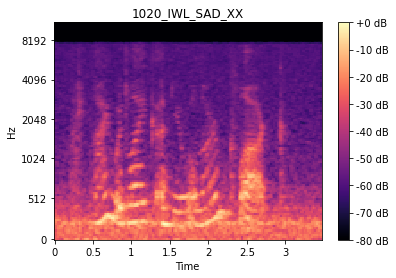 1020_IWL_SAD_XX
+0 dB
8192
-10 dB
4096
-20 dB
-30 dB
2048
Hz
-40 dB
1024
-50 dB
512
-60 dB
-70 dB
0
-80 dB
0 0.5 1 1.5 2 2.5 3
Time